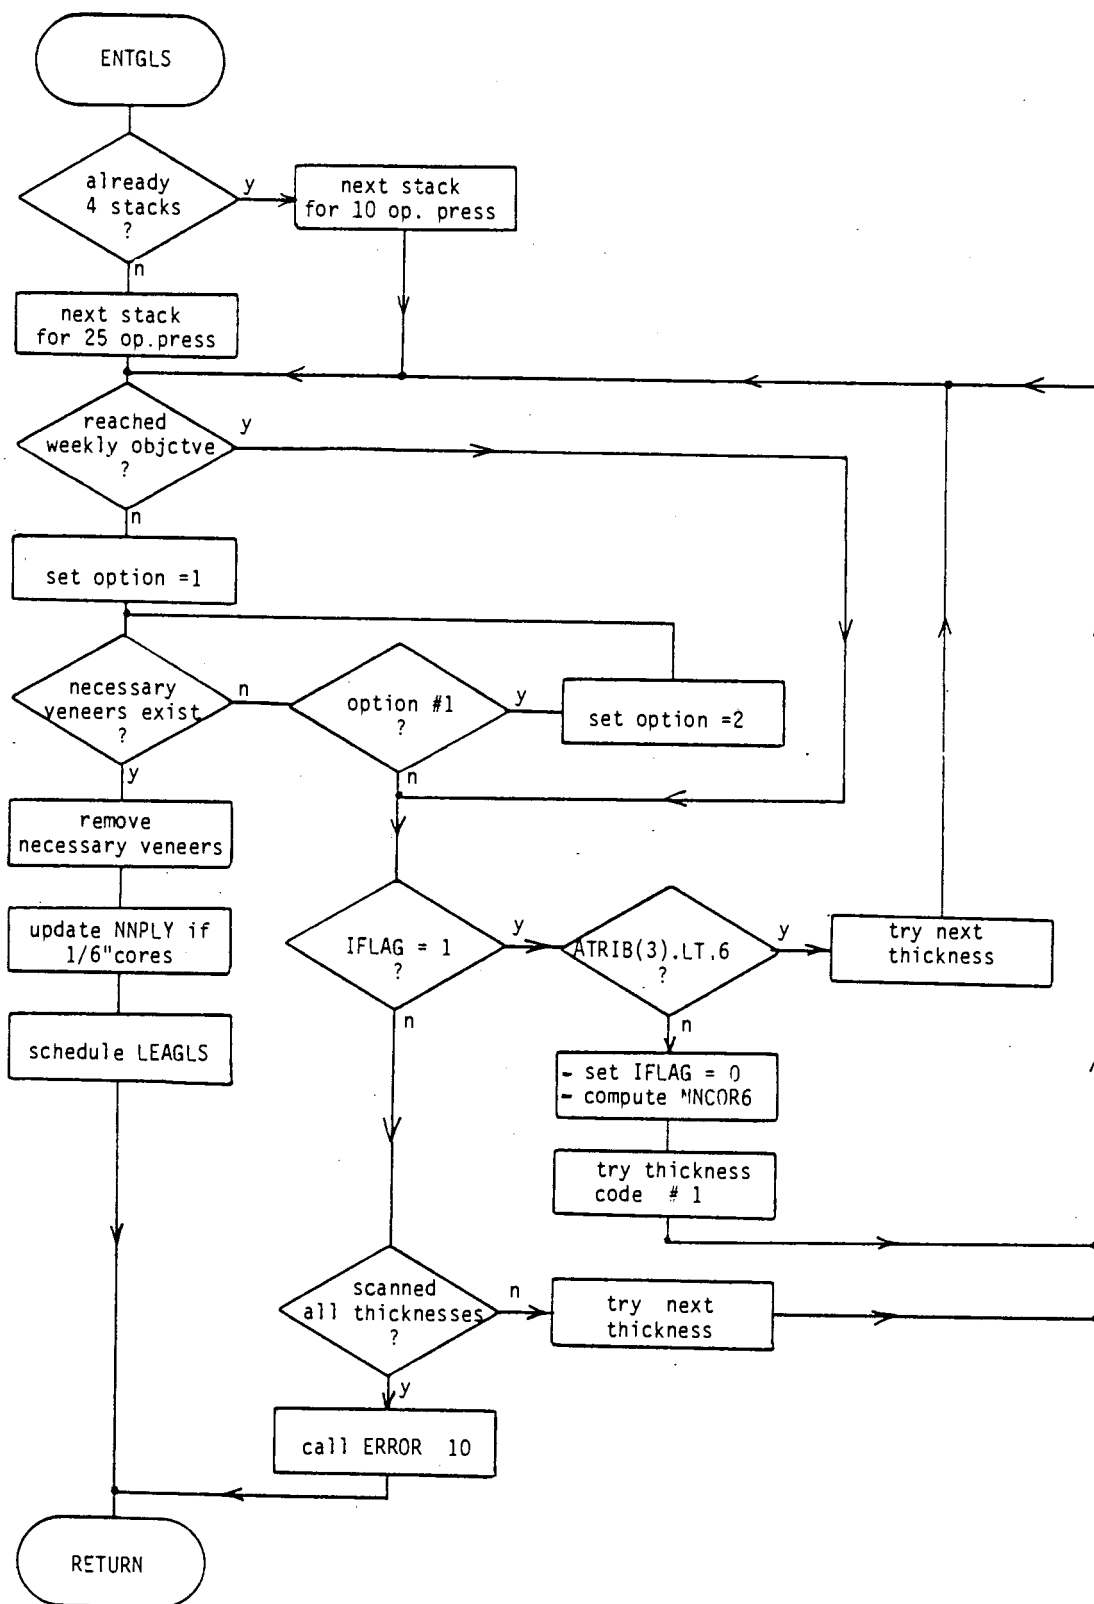 ENTGLS
already
4 stacks
?
y
next stack
for 10 op. press
n
next stack
for 25 op.press
reached
weekly objctve
?
y
n
set option =1
necessary
veneers exist
?
n
option #1
?
y
set option =2
y
n
remove
necessary veneers
update NNPLY if
1/6"cores
schedule LEAGLS
IFLAG = 1
?
y
ATRIB(3).LT.6
?
y
try next
thickness
n
n
- set IFLAG = 0
- compute MNCOR6
try thickness
code # 1
scanned
all thicknesses
?
n
try next
thickness
y
call ERROR 10
RETURN